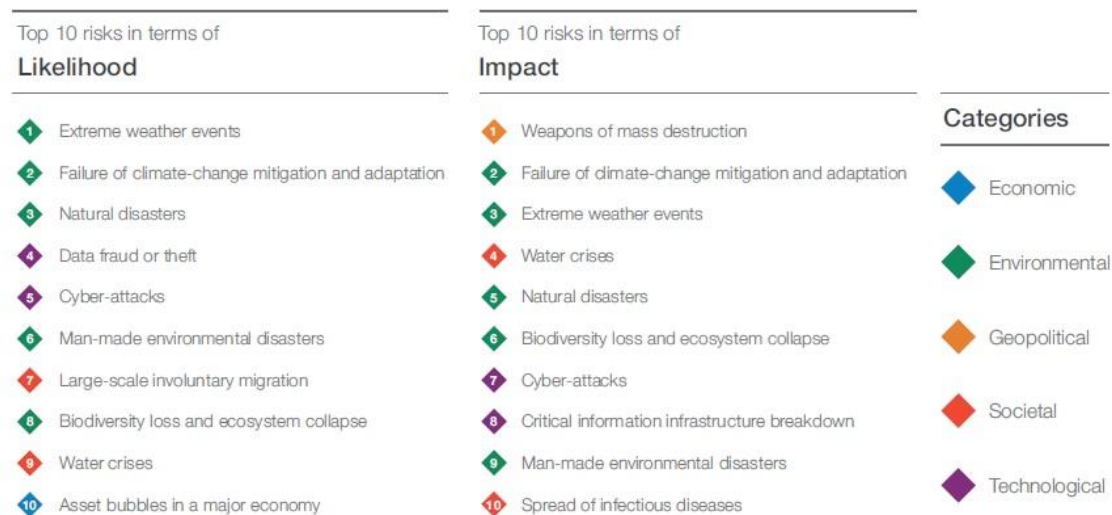 Top 10 risks in terms of
Likelihood
1 Extreme weather events
2 Failure of climate-change mitigation and adaptation
3 Natural disasters
4 Data fraud or theft
5 Cyber-attacks
6 Man-made environmental disasters
7 Large-scale involuntary migration
8 Biodiversity loss and ecosystem collapse
9 Water crises
10 Asset bubbles in a major economy
Top 10 risks in terms of
Impact
1 Weapons of mass destruction
2 Failure of climate-change mitigation and adaptation
3 Extreme weather events
4 Water crises
5 Natural disasters
6 Biodiversity loss and ecosystem collapse
7 Cyber-attacks
8 Critical information infrastructure breakdown
9 Man-made environmental disasters
10 Spread of infectious diseases
Categories
Economic
Environmental
Geopolitical
Societal
Technological